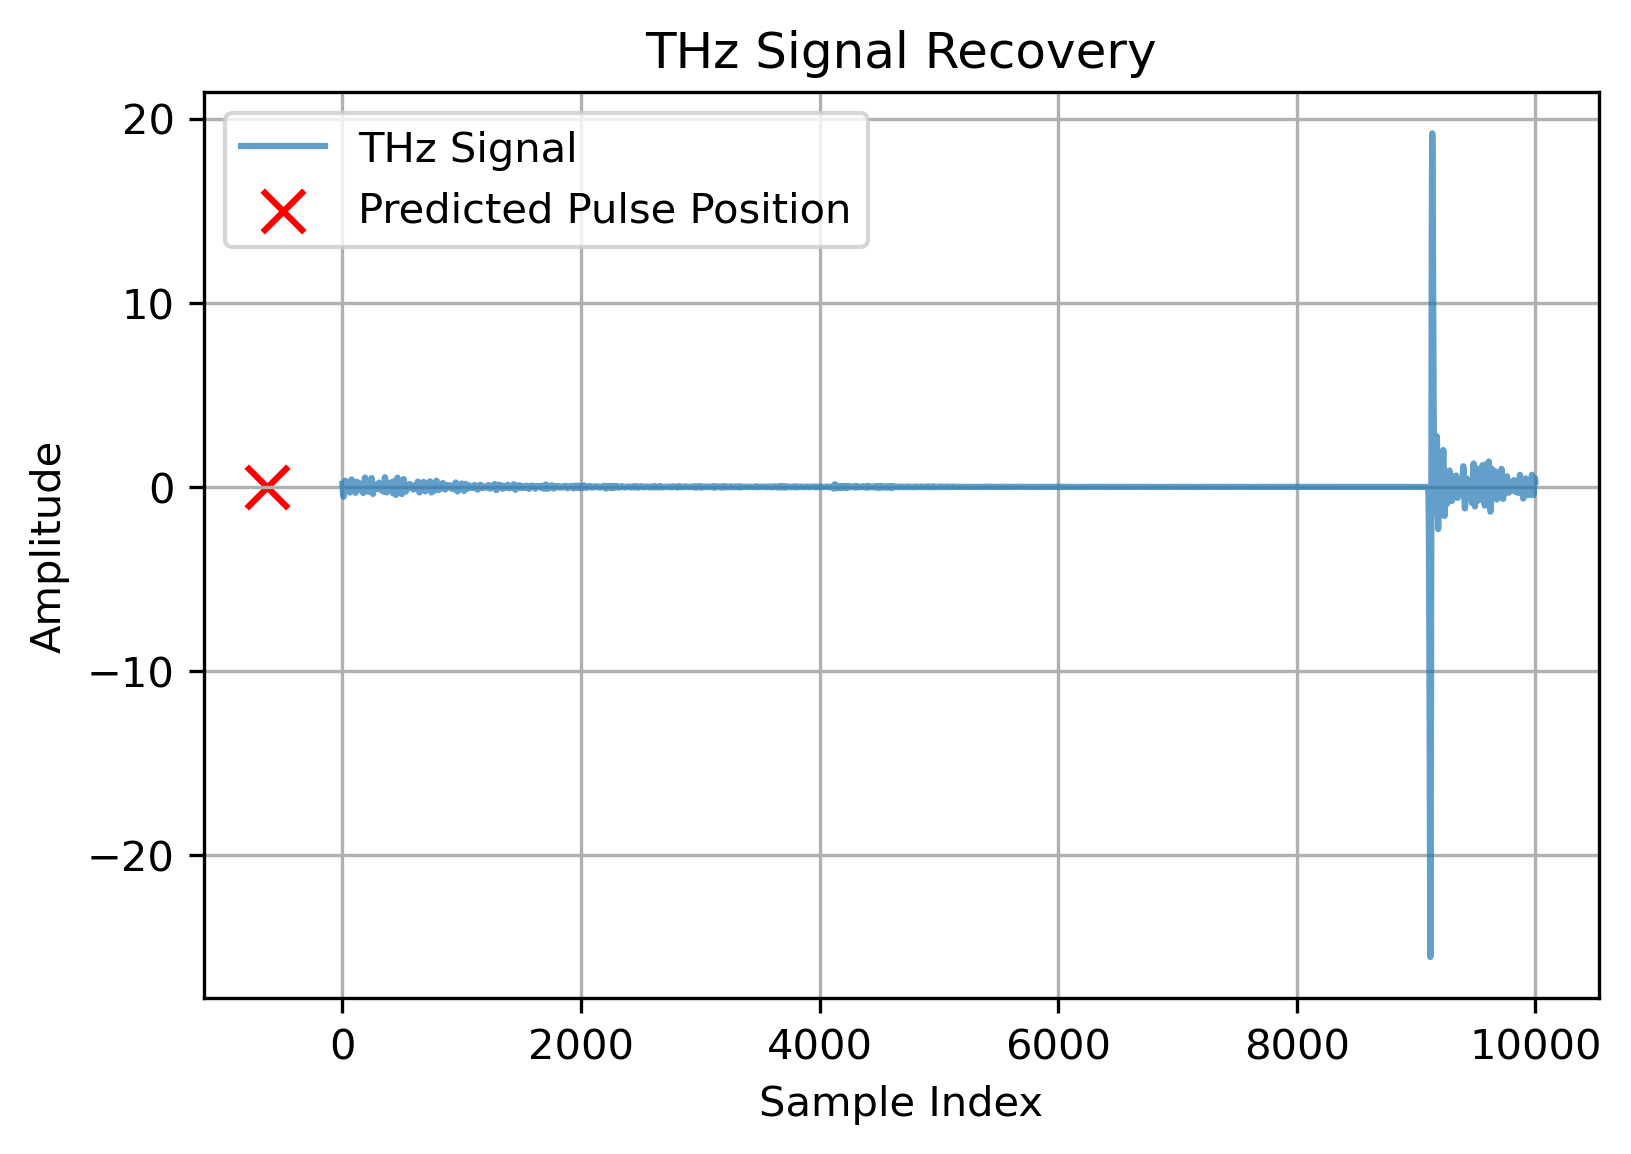 THz Signal Recovery
THz Signal
Predicted Pulse Position
20
10
0
−10
−20
Amplitude
0 2000 4000 6000 8000 10000
Sample Index